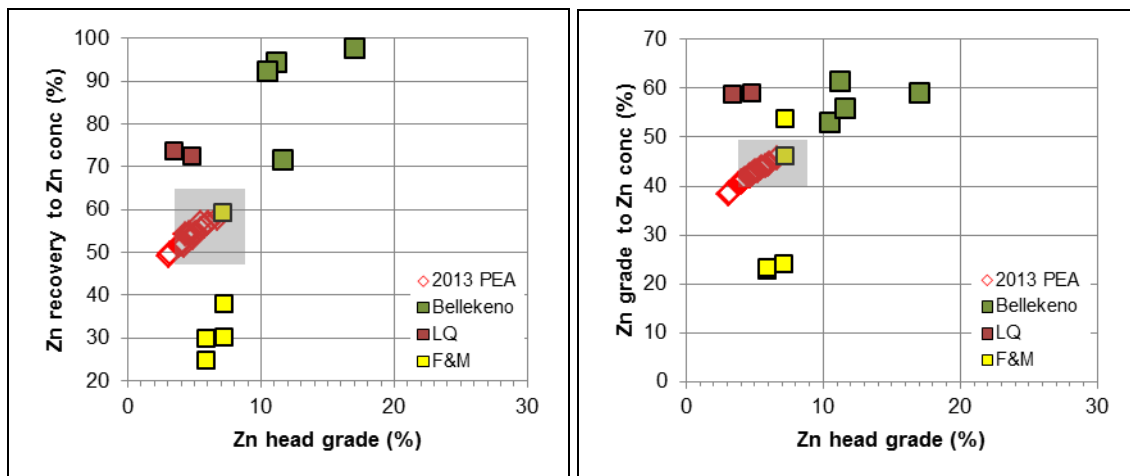 Zn recovery to Zn conc (%)
100
90
80
70
60
50
40
30
20
2013 PEA
Bellekeno
LQ
F&M
0
10
20
30
Zn head grade (%)
Zn grade to Zn conc (%)
70
60
50
40
30
20
10
0
2013 PEA
Bellekeno
LQ
F&M
0
10
20
30
Zn head grade (%)